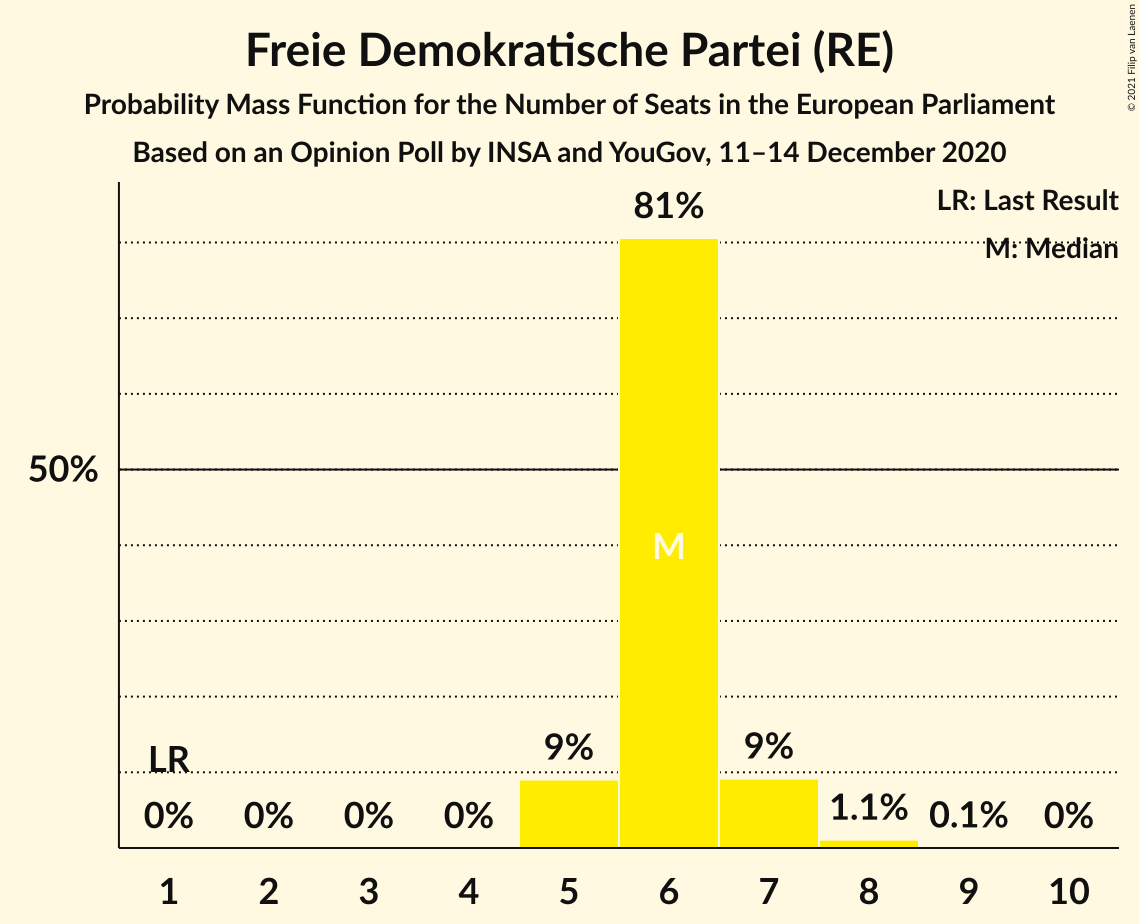 Freie Demokratische Partei (RE)
Probability Mass Function for the Number of Seats in the European Parliament
Based on an Opinion Poll by INSA and YouGov, 11–14 December 2020
© 2021 Filip van Laenen
LR: Last Result
M: Median
81%
50%
M
LR
9%
9%
0%
0%
0%
0%
1.1%
0.1%
0%
1 2 3 4 5 6 7 8 9 10